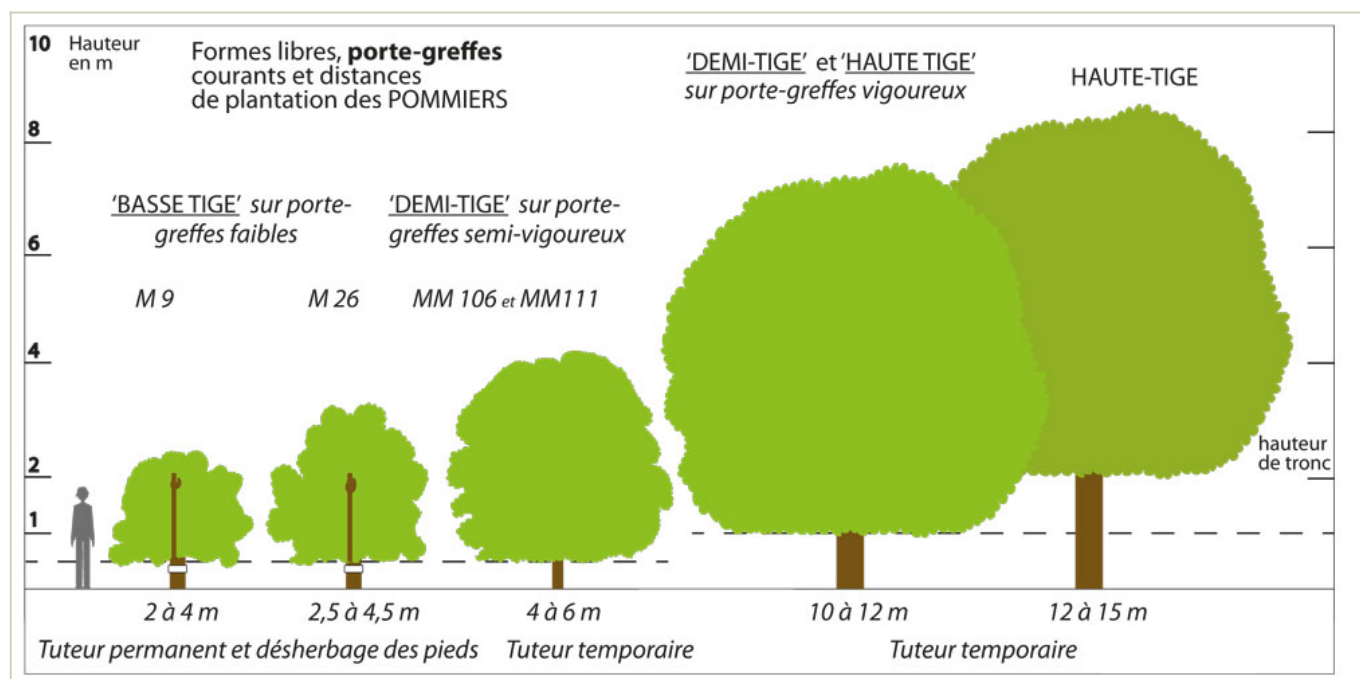 10 Hauteur
en m
Formes libres, porte-greffes
courants et distances
de plantation des POMMIERS
'DEMI-TIGE' et 'HAUTE TIGE'
sur porte-greffes vigoureux
HAUTE-TIGE
8
'BASSE TIGE' sur porte-
greffes faibles
'DEMI-TIGE' sur porte-
greffes semi-vigoureux
6
M 9
M 26
MM 106 et MM111
4
hauteur
de tronc
2
1
2 à 4 m
2,5 à 4,5 m
4 à 6 m
10 à 12 m
12 à 15 m
Tuteur permanent et désherbage des pieds
Tuteur temporaire
Tuteur temporaire